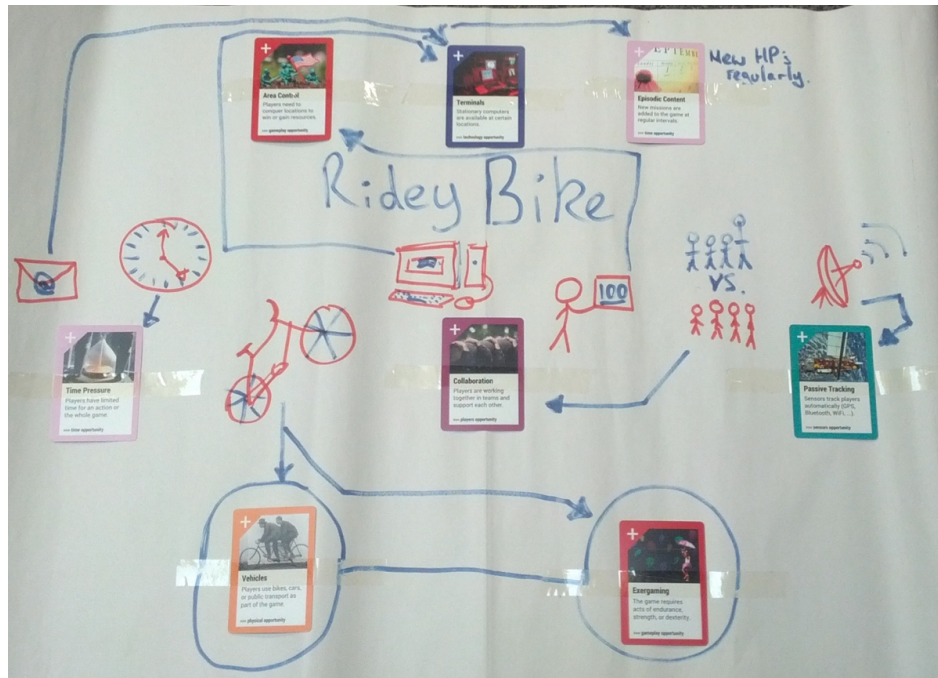 Area Control
Players need to
conquer locations to
win or gain resources.
gameplay opportunity
Terminals
Stationary computers
are available at certain
locations.
technology opportunity
Episodic Content
New missions are
added to the game at
regular intervals.
time opportunity
New HP's
regularly.
Ridey Bike
100
VS.
Time Pressure
Players have limited
time for an action or
the whole game.
time opportunity
Collaboration
Players are working
together in teams and
support each other.
players opportunity
Passive Tracking
Sensors track players
automatically (GPS,
Bluetooth, WiFi, ...).
sensors opportunity
Vehicles
Players use bikes, cars,
or public transport as
part of the game
physical opportunity
Exergaming
The game requires
acts of endurance,
strength, or dexterity.
gameplay opportunity